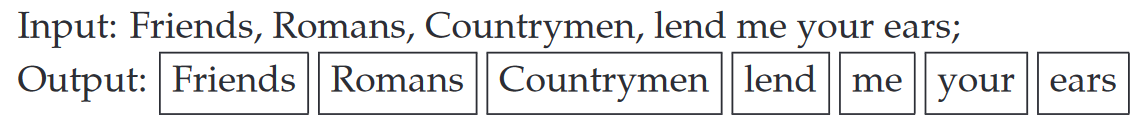 Input: Friends, Romans, Countrymen, lend me your ears;
Output: Friends Romans Countrymen lend me your ears